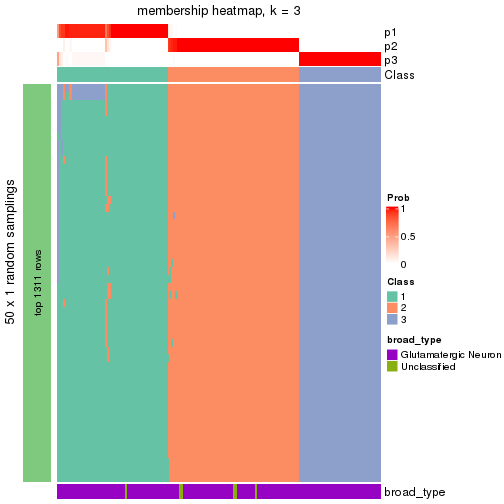 membership heatmap, k = 3
p1
p2
p3
Class
50 x 1 random samplings
top 1311 rows
Prob
1
0.5
0
Class
1
2
3
broad_type
Glutamatergic Neuron
Unclassified
broad_type